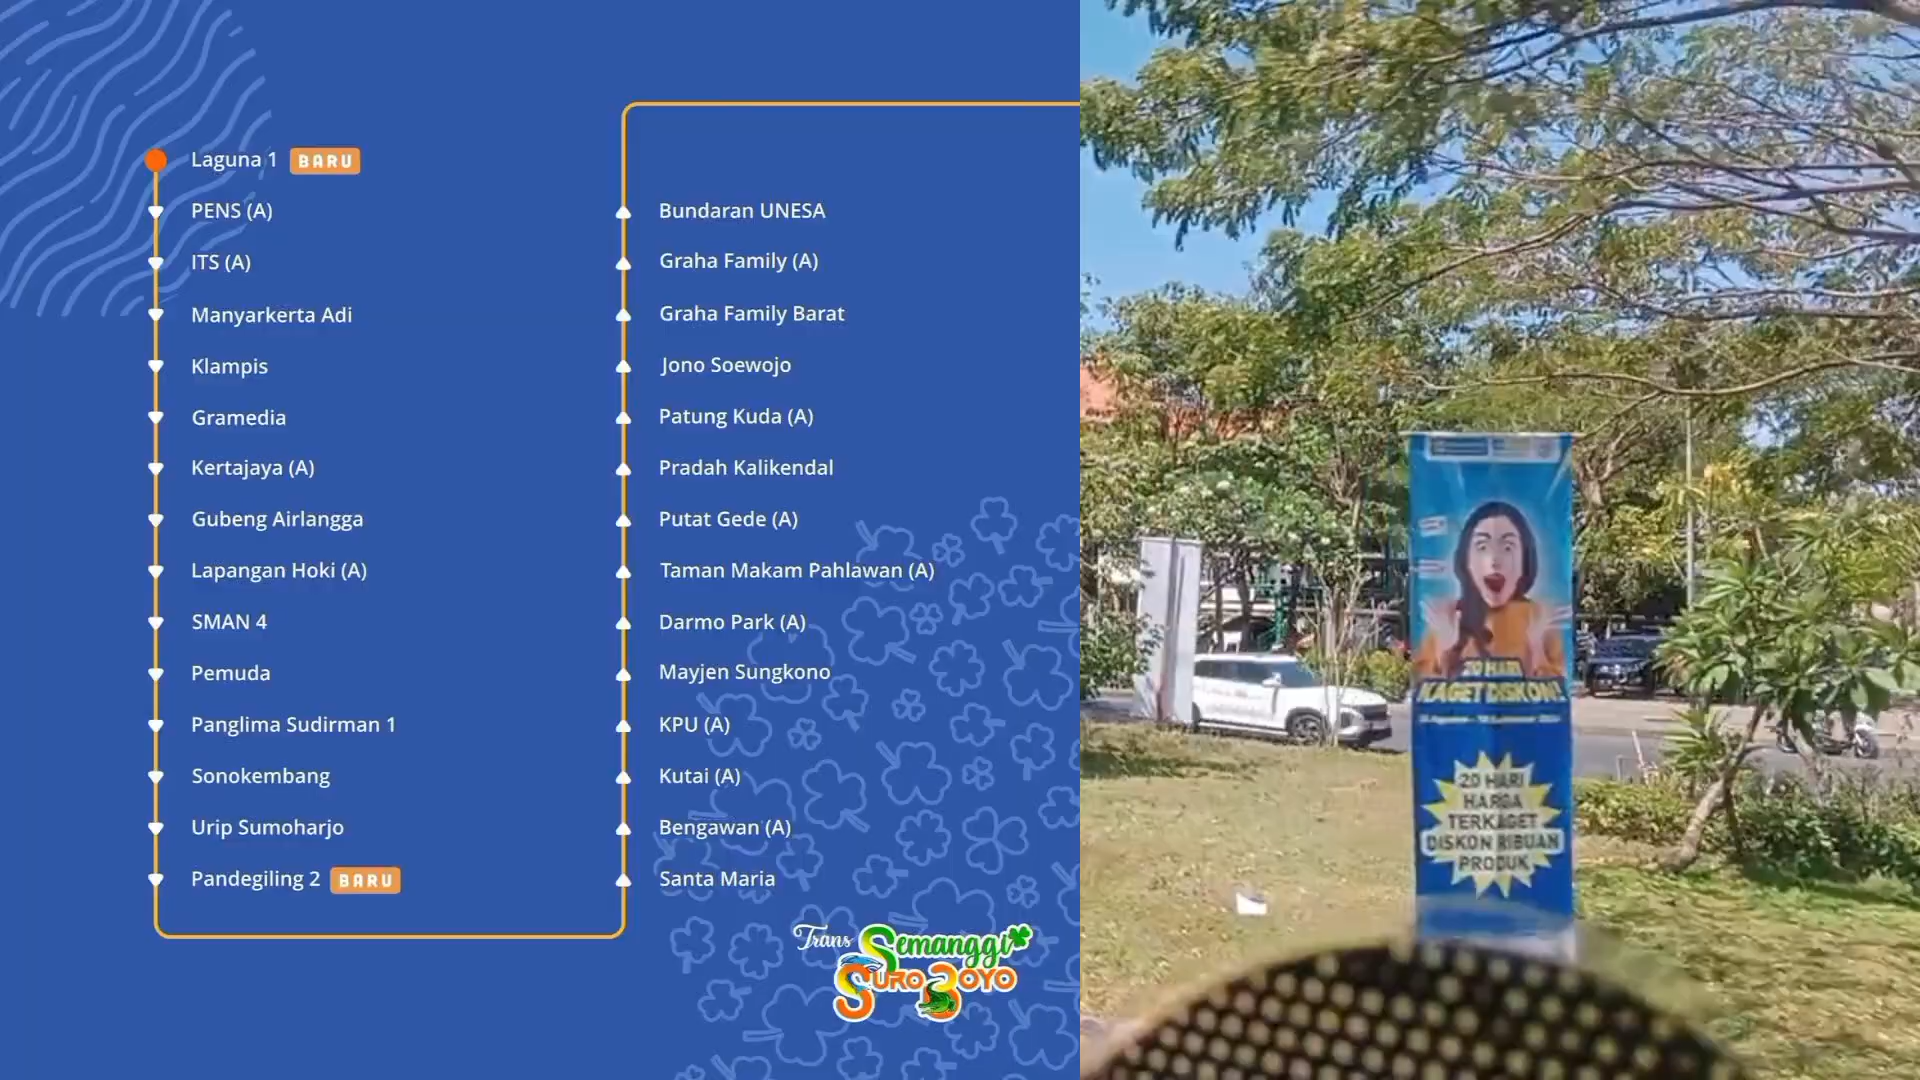 Laguna 1 BARU
PENS (A)
ITS (A)
Manyarkerta Adi
Klampis
Gramedia
Kertajaya (A)
Gubeng Airlangga
Lapangan Hoki (A)
SMAN 4
Pemuda
Panglima Sudirman 1
Sonokembang
Urip Sumoharjo
Pandegiling 2 BARU
Bundaran UNESA
Graha Family (A)
Graha Family Barat
Jono Soewojo
Patung Kuda (A)
Pradah Kalikendal
Putat Gede (A)
Taman Makam Pahlawan (A)
Darmo Park (A)
Mayjen Sungkono
KPU (A)
Kutai (A)
Bengawan (A)
Santa Maria
Trans Semanggi
SUROBOYO
20 HARI
KAGET DISKON!
20 HARI
HARGA
TERKAGET
DISKON RIBUAN
PRODUK